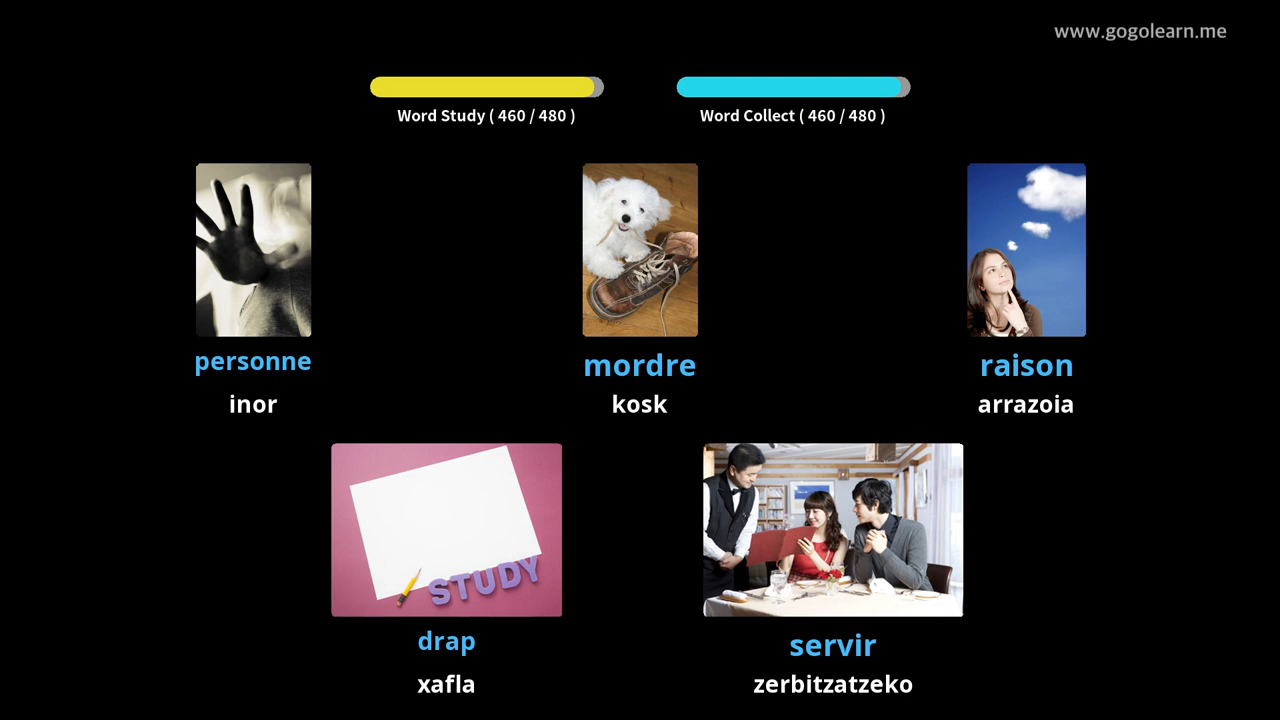 www.gogolearn.me
Word Study ( 460 / 480 )
Word Collect ( 460 / 480 )
personne
inor
mordre
kosk
raison
arrazoia
STUDY
drap
xafla
servir
zerbitzatzeko